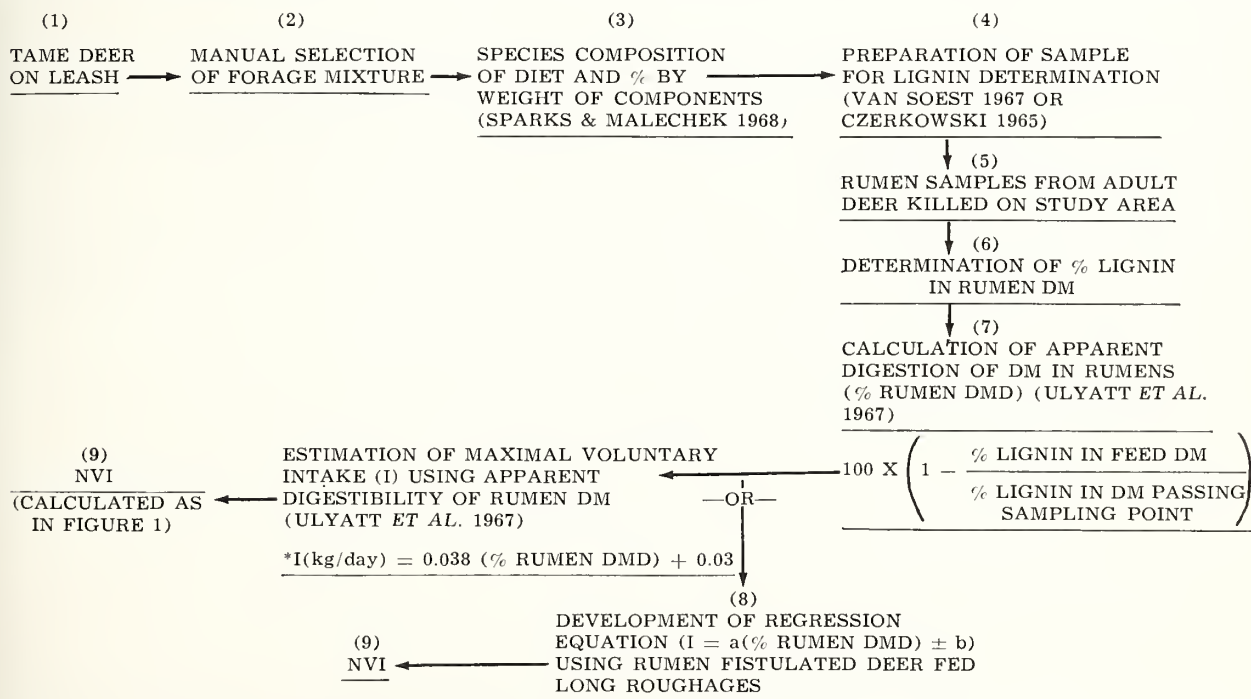 (1)
TAME DEER
ON LEASH
(2)
MANUAL SELECTION
OF FORAGE MIXTURE
(3)
SPECIES COMPOSITION
OF DIET AND % BY
WEIGHT OF COMPONENTS
(SPARKS & MALECHEK 1968)
(4)
PREPARATION OF SAMPLE
FOR LIGNIN DETERMINATION
(VAN SOEST 1967 OR
CZERKOWSKI 1965)
(5)
RUMEN SAMPLES FROM ADULT
DEER KILLED ON STUDY AREA
(6)
DETERMINATION OF % LIGNIN
IN RUMEN DM
(7)
CALCULATION OF APPARENT
DIGESTION OF DM IN RUMENS
(% RUMEN DMD) (ULYATT ET AL.
1967)
100 X (1 - % LIGNIN IN FEED DM
% LIGNIN IN DM PASSING
SAMPLING POINT)
ESTIMATION OF MAXIMAL VOLUNTARY
INTAKE (I) USING APPARENT
DIGESTIBILITY OF RUMEN DM
(ULYATT ET AL. 1967)
*I(kg/day) = 0.038 (% RUMEN DMD) + 0.03
(9)
NVI
(CALCULATED AS
IN FIGURE 1)
—OR—
(8)
DEVELOPMENT OF REGRESSION
EQUATION (I = a(% RUMEN DMD) ± b)
USING RUMEN FISTULATED DEER FED
LONG ROUGHAGES
(9)
NVI